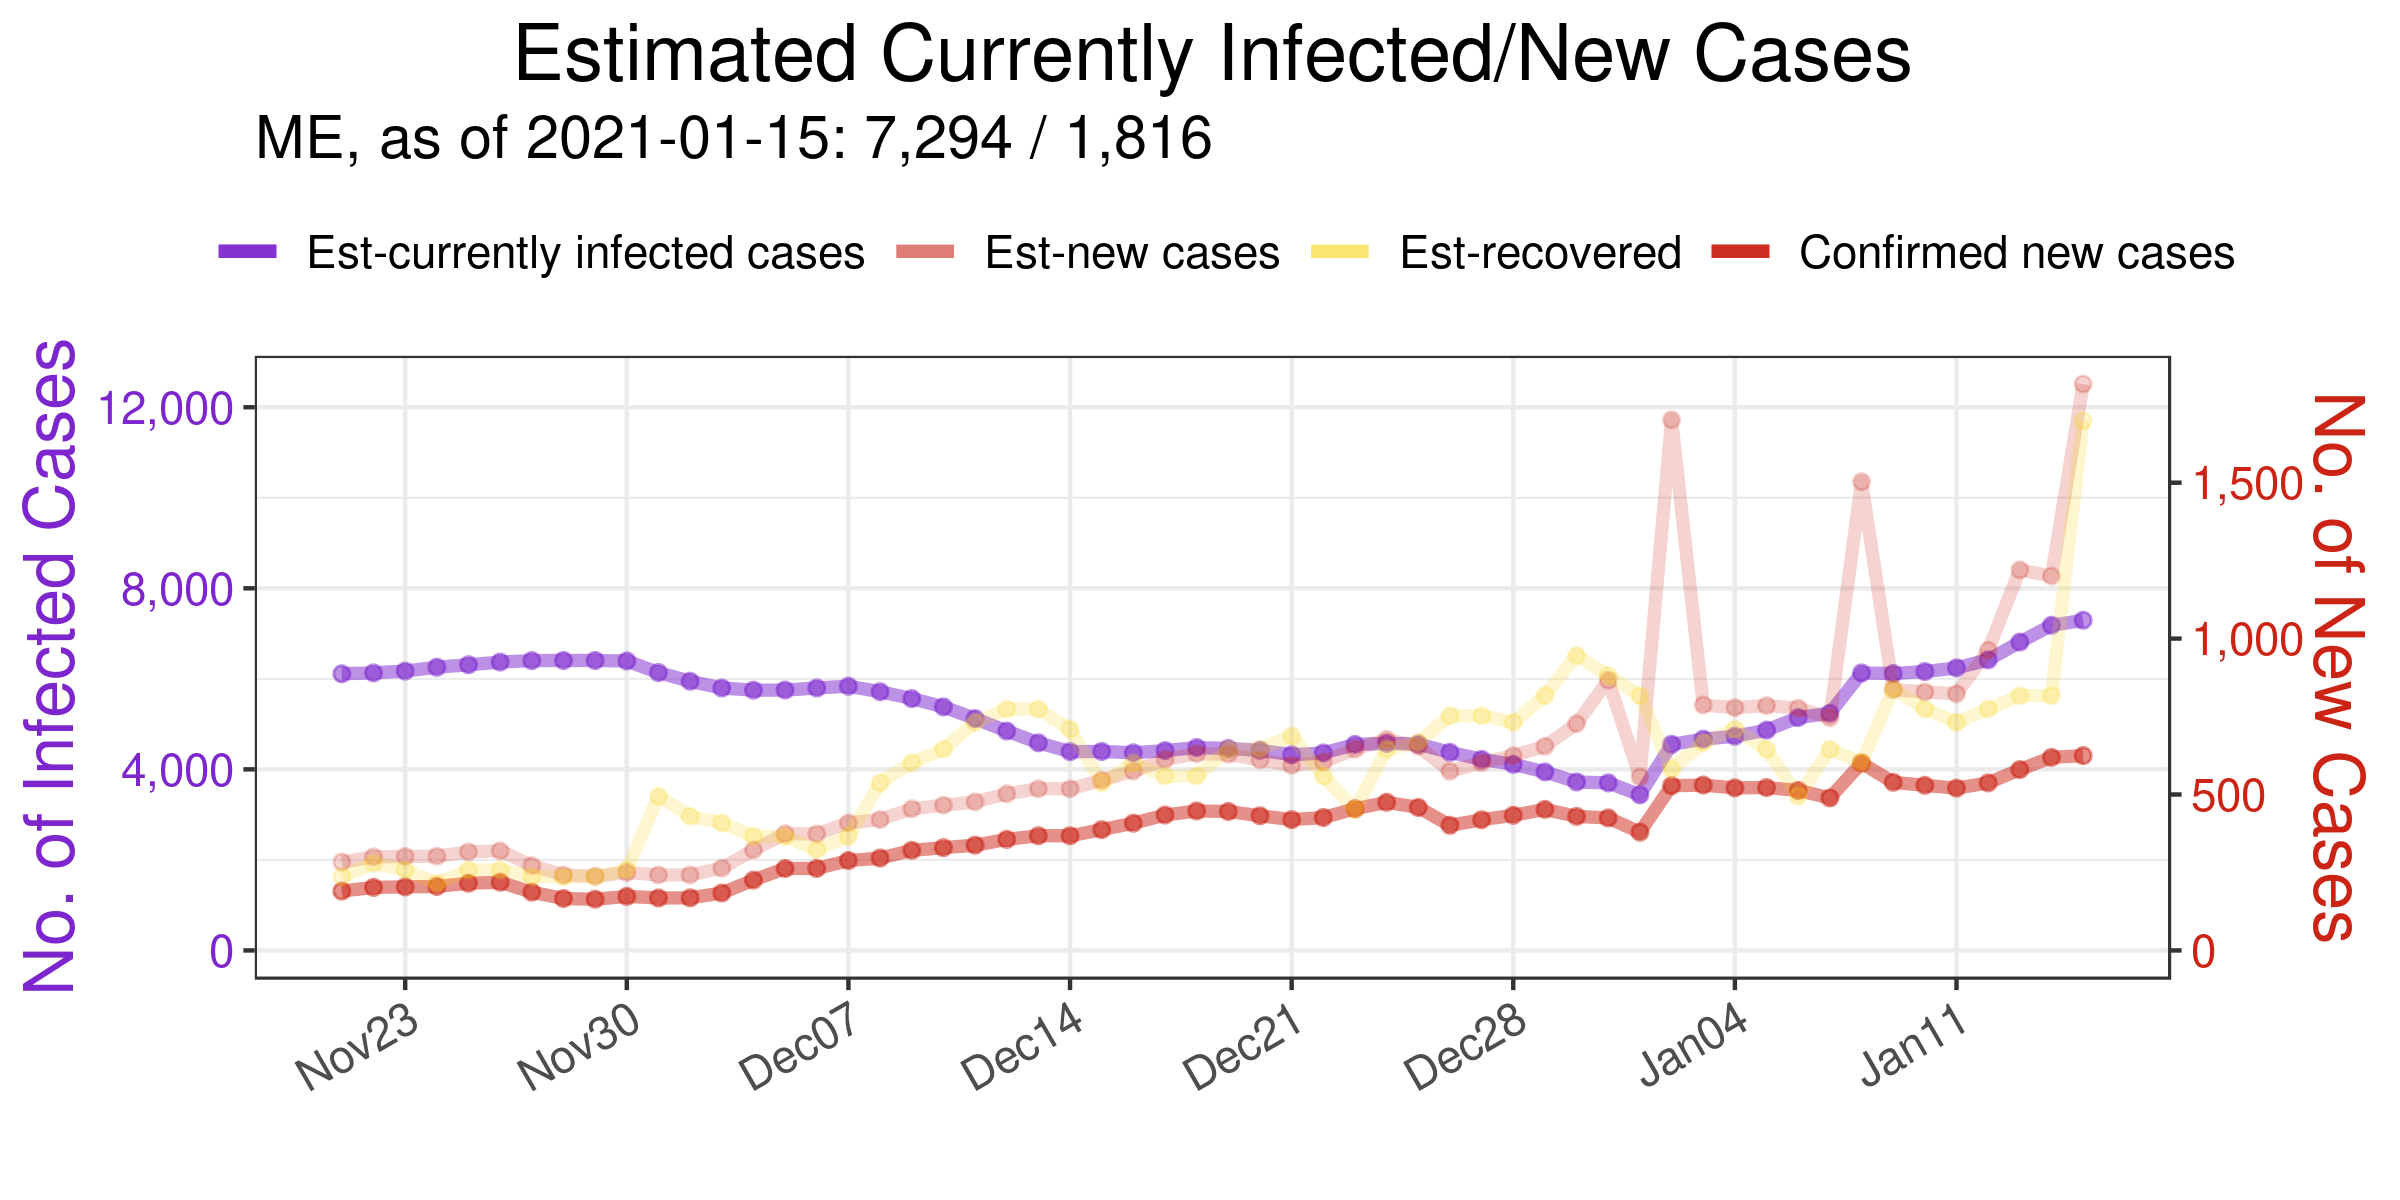 Estimated Currently Infected/New Cases
ME, as of 2021-01-15: 7,294 / 1,816
Est-currently infected cases Est-new cases Est-recovered Confirmed new cases
No. of Infected Cases
12,000
8,000
4,000
0
1,500
1,000
500
0
No. of New Cases
Nov23 Nov30 Dec07 Dec14 Dec21 Dec28 Jan04 Jan11